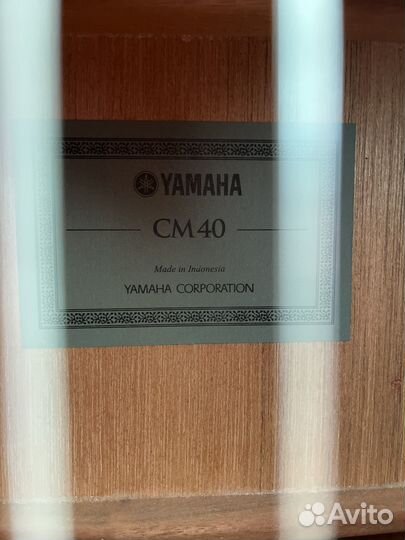 YAMAHA
CM40
Made in Indonesia
YAMAHA CORPORATION
Avito